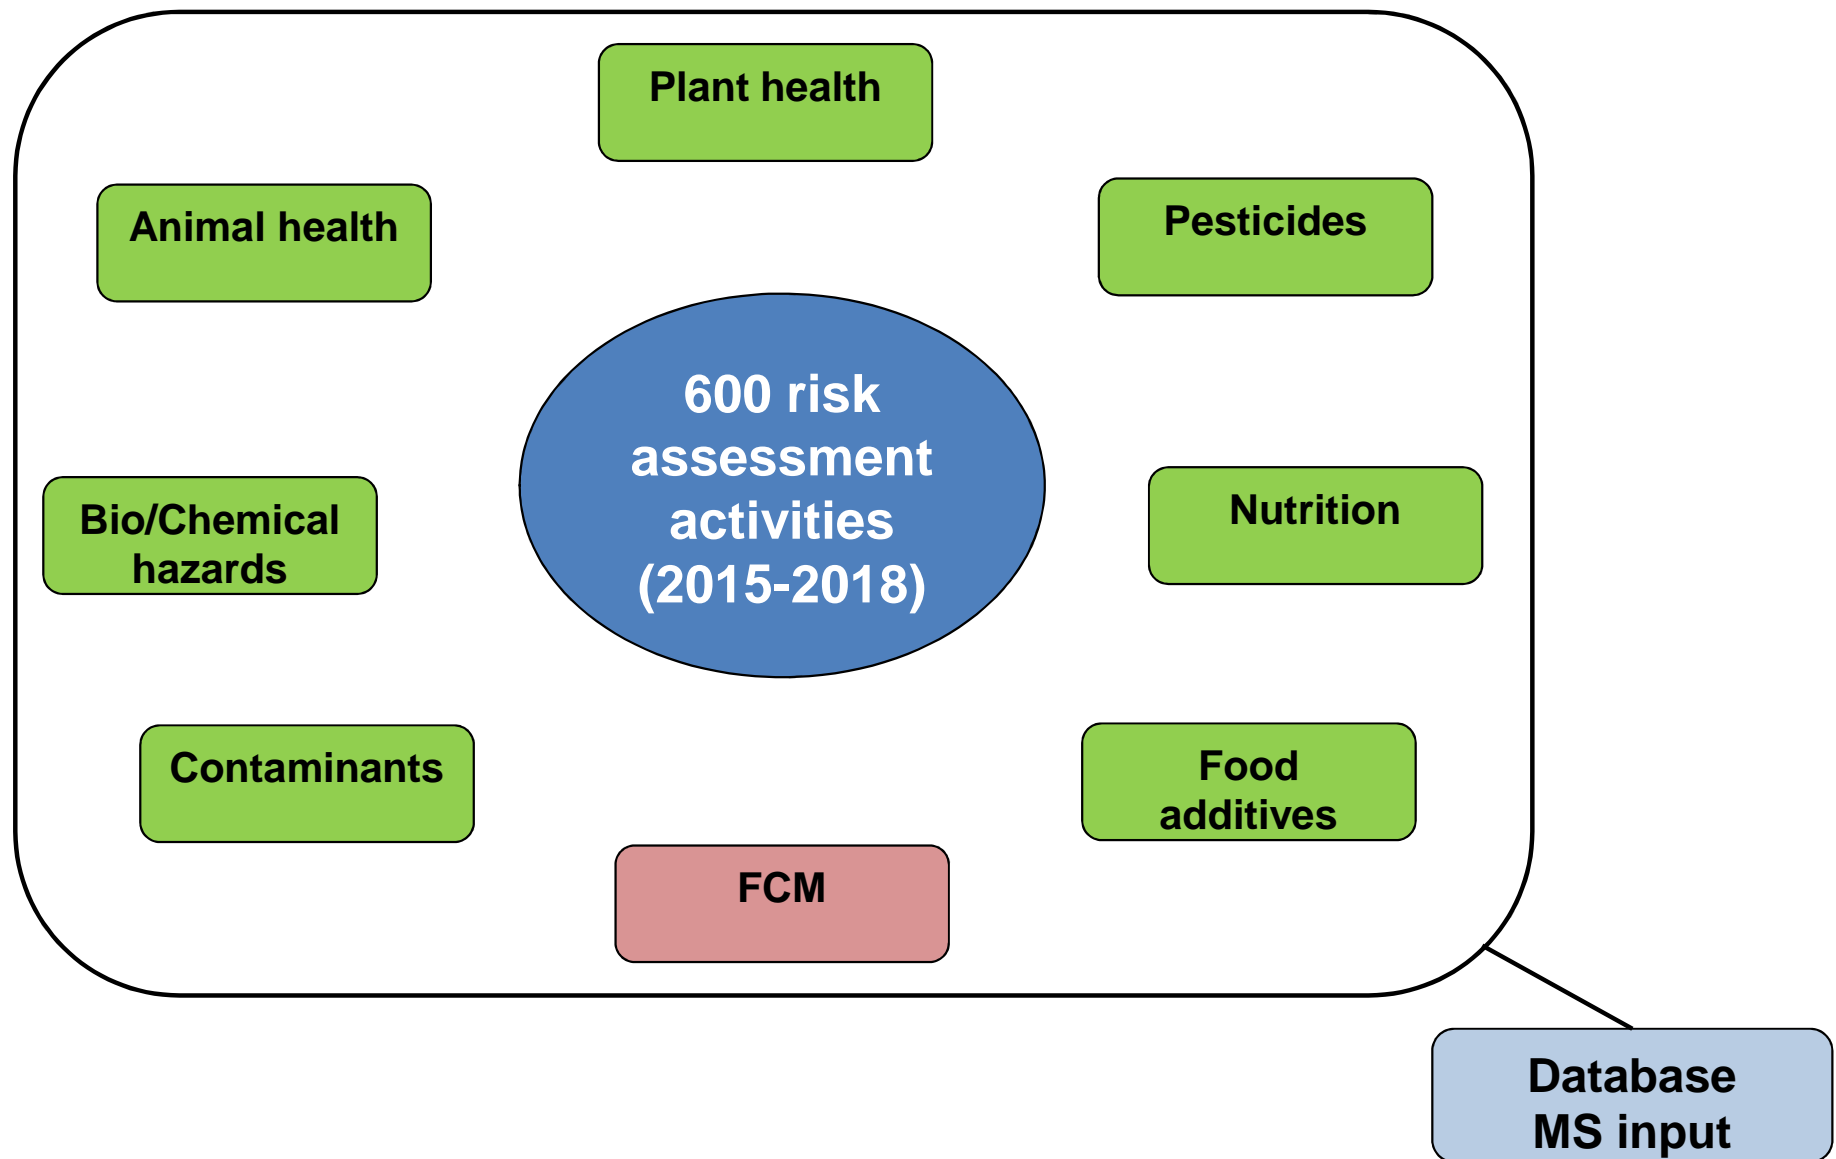 Plant health
Animal health
Pesticides
600 risk
assessment
activities
(2015-2018)
Bio/Chemical
hazards
Nutrition
Contaminants
Food
additives
FCM
Database
MS input